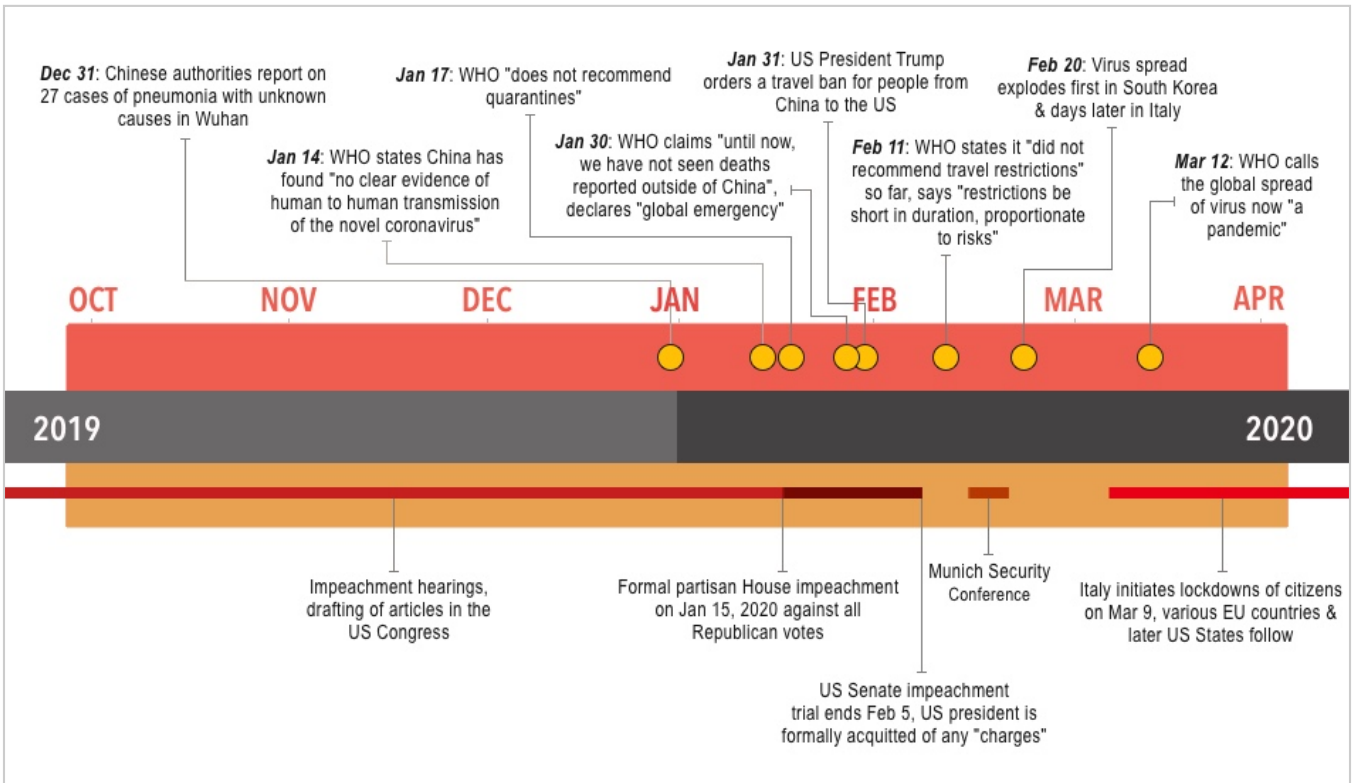 Dec 31: Chinese authorities report on
27 cases of pneumonia with unknown
causes in Wuhan
Jan 14: WHO states China has
found "no clear evidence of
human to human transmission
of the novel coronavirus"
Jan 17: WHO "does not recommend
quarantines"
Jan 30: WHO claims "until now,
we have not seen deaths
reported outside of China",
declares "global emergency"
Jan 31: US President Trump
orders a travel ban for people from
China to the US
Feb 11: WHO states it "did not
recommend travel restrictions"
so far, says "restrictions be
short in duration, proportionate
to risks"
Feb 20: Virus spread
explodes first in South Korea
& days later in Italy
Mar 12: WHO calls
the global spread
of virus now "a
pandemic"
OCT
NOV
DEC
JAN
FEB
MAR
APR
2019
2020
Impeachment hearings,
drafting of articles in the
US Congress
Formal partisan House impeachment
on Jan 15, 2020 against all
Republican votes
US Senate impeachment
trial ends Feb 5, US president is
formally acquitted of any "charges"
Munich Security
Conference
Italy initiates lockdowns of citizens
on Mar 9, various EU countries &
later US States follow